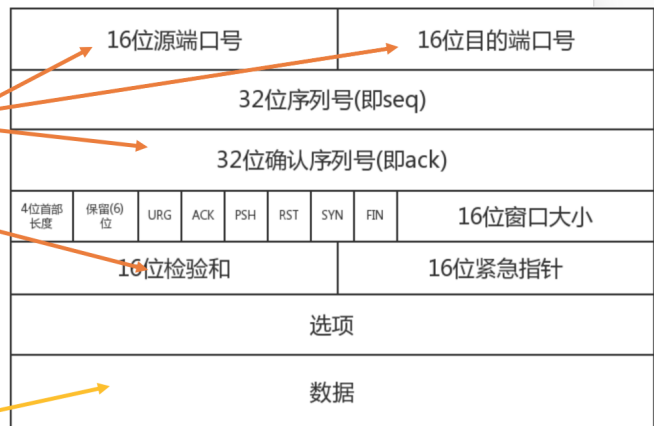 16位源端口号 16位目的端口号
32位序列号(即seq)
32位确认序列号(即ack)
4位首部 保留(6) URG ACK PSH RST SYN FIN 16位窗口大小
长度 位
16位检验和 16位紧急指针
选项
数据